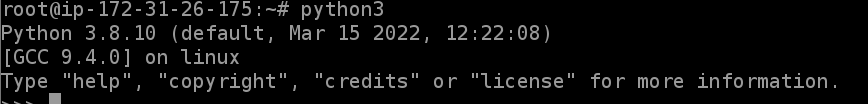 root@ip-172-31-26-175:~# python3
Python 3.8.10 (default, Mar 15 2022, 12:22:08)
[GCC 9.4.0] on linux
Type "help", "copyright", "credits" or "license" for more information.
>>>